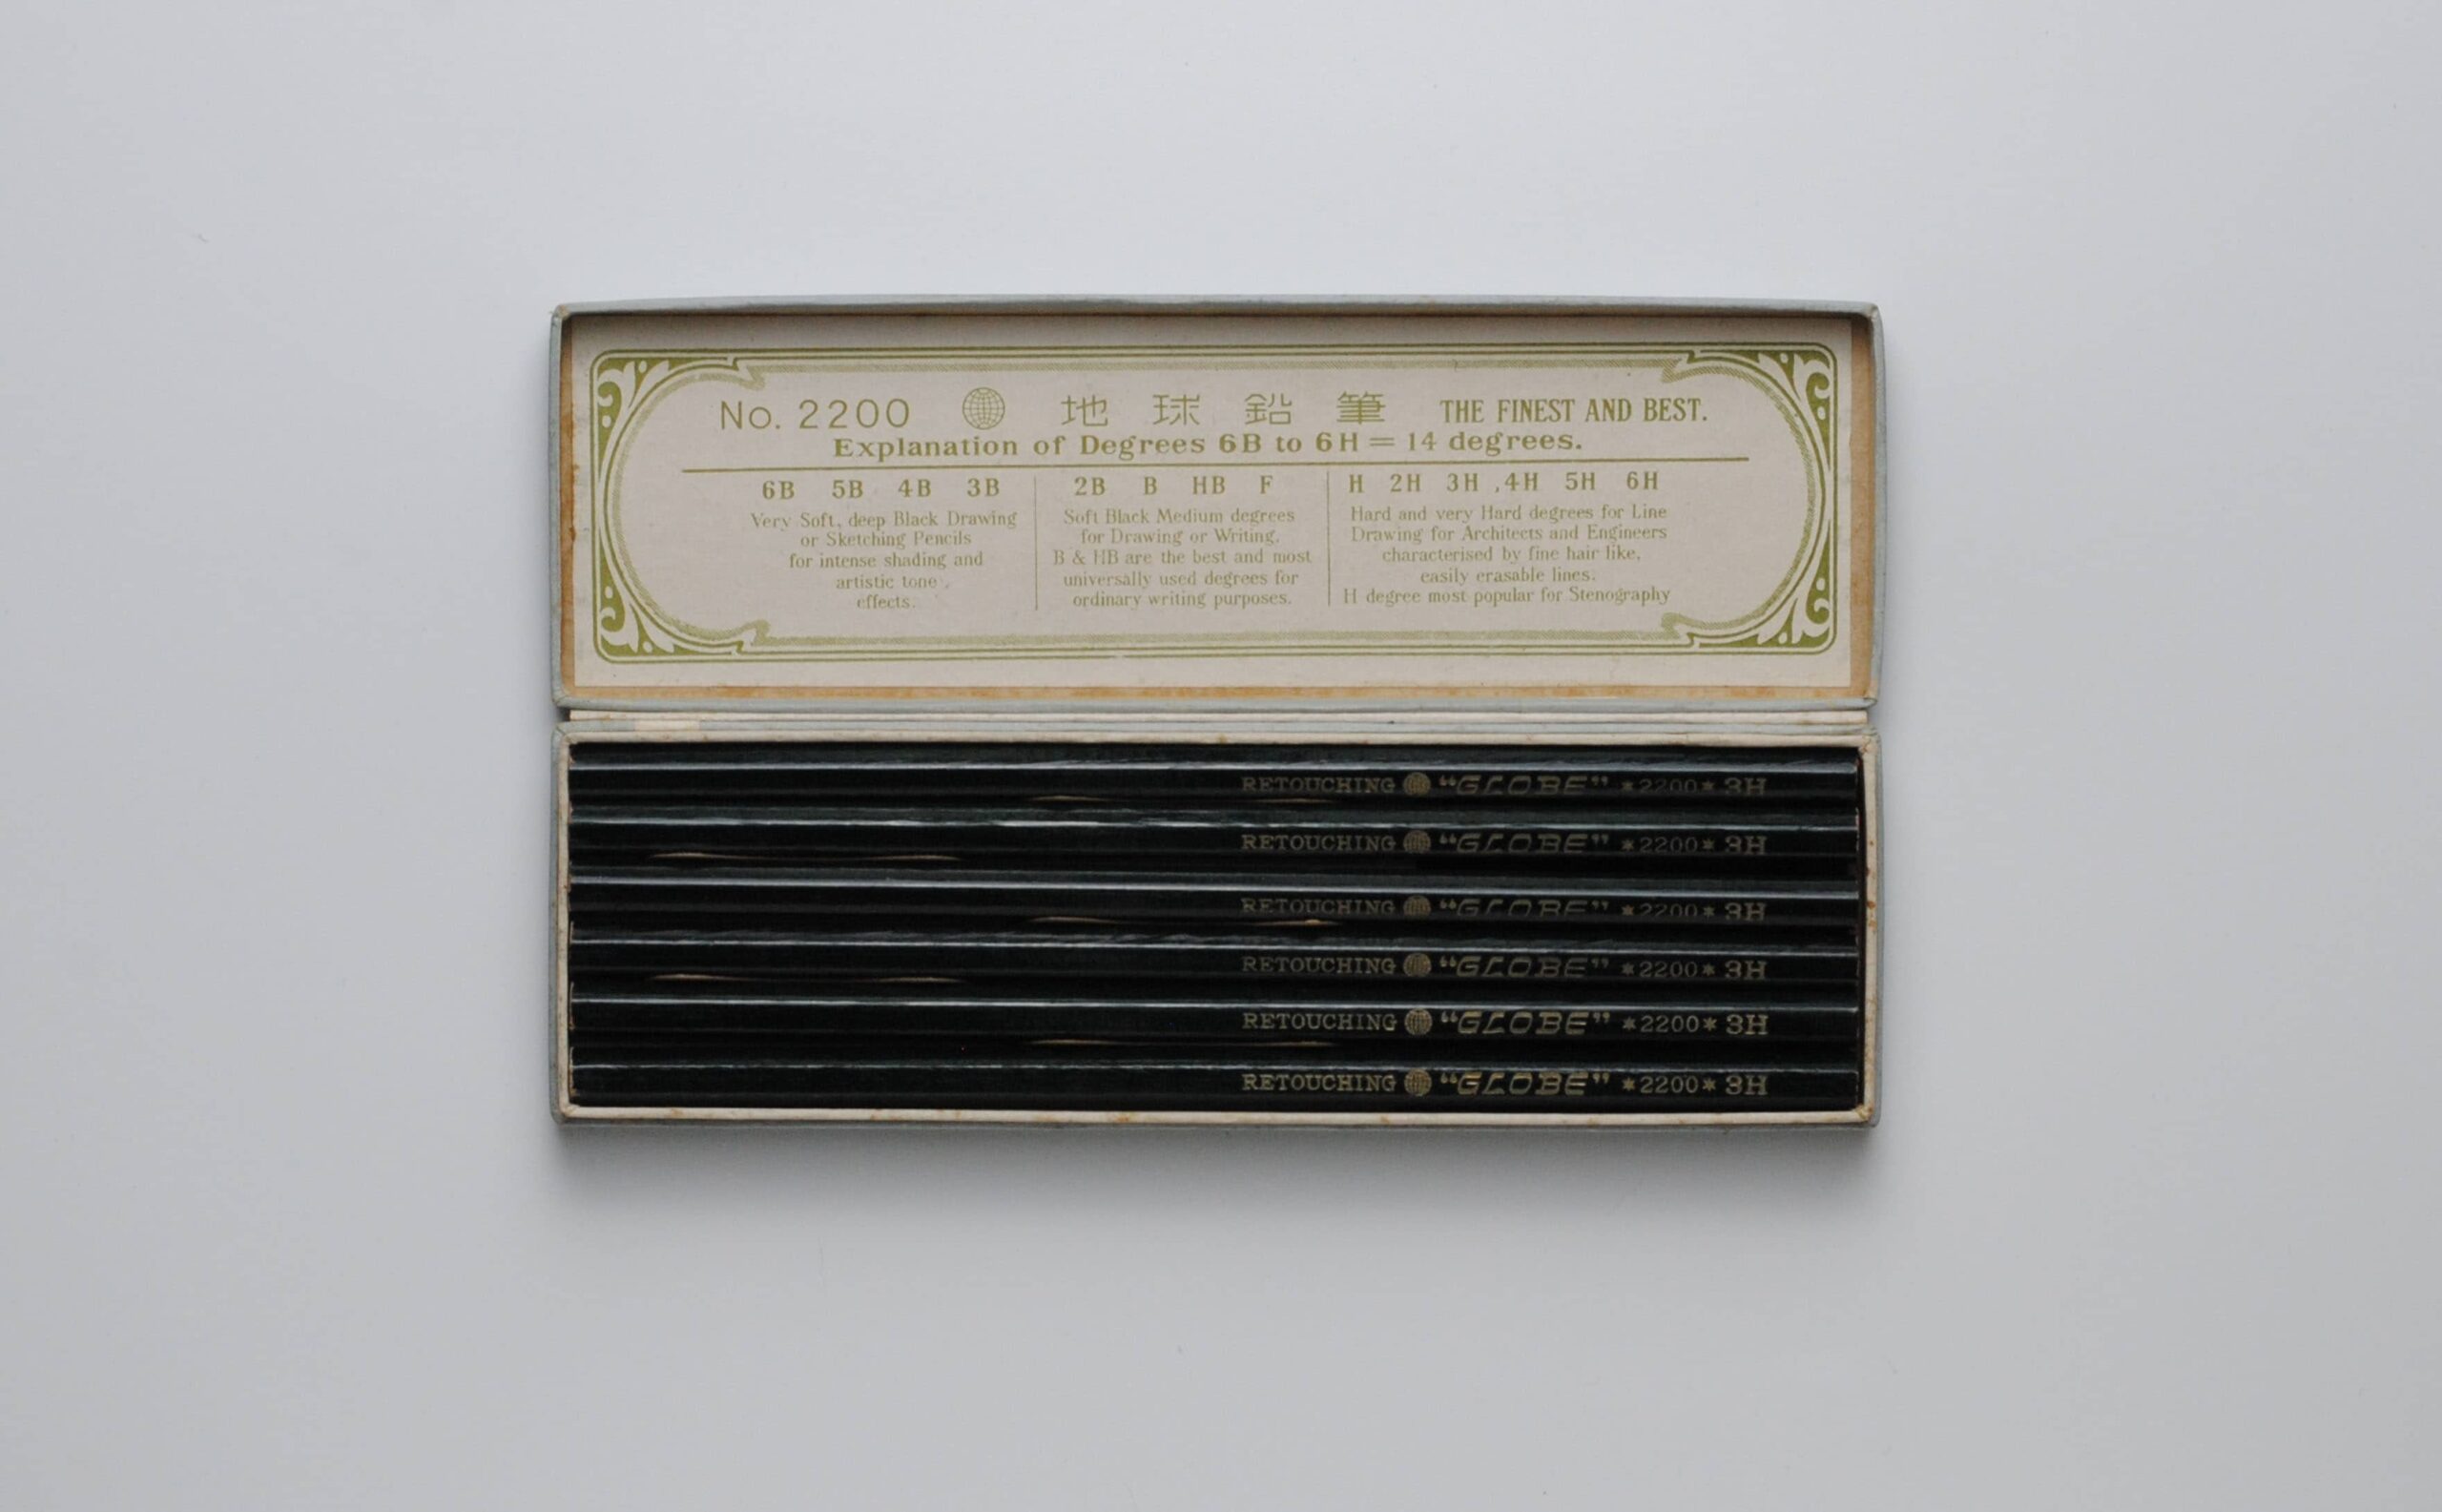 No. 2200 地球鉛筆 THE FINEST AND BEST.
Explanation of Degrees 6B to 6H = 14 degrees.
6B 5B 4B 3B
Very Soft, deep Black Drawing
or Sketching Pencils
for intense shading and
artistic tone
effects.
2B B HB F
Soft Black Medium degrees
for Drawing or Writing.
B & HB are the best and most
universally used degrees for
ordinary writing purposes.
H 2H 3H 4H 5H 6H
Hard and very Hard degrees for Line
Drawing for Architects and Engineers
characterised by fine hair like,
easily erasable lines.
H degree most popular for Stenography
RETOUCHING "GLOBE" *2200* 3H
RETOUCHING "GLOBE" *2200* 3H
RETOUCHING "GLOBE" *2200* 3H
RETOUCHING "GLOBE" *2200* 3H
RETOUCHING "GLOBE" *2200* 3H
RETOUCHING "GLOBE" *2200* 3H